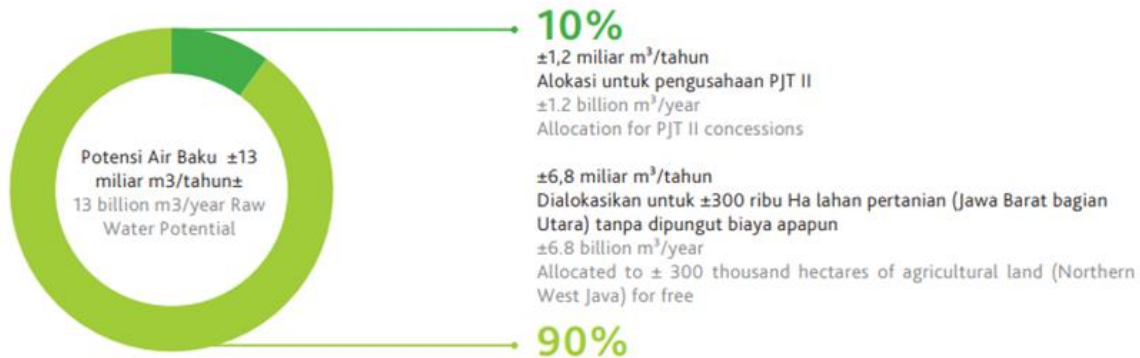 10%
±1,2 miliar m³/tahun
Alokasi untuk pengusahaan PJT II
±1.2 billion m³/year
Allocation for PJT II concessions
Potensi Air Baku ±13
miliar m3/tahun±
13 billion m3/year Raw
Water Potential
±6,8 miliar m³/tahun
Dialokasikan untuk ±300 ribu Ha lahan pertanian (Jawa Barat bagian
Utara) tanpa dipungut biaya apapun
±6.8 billion m³/year
Allocated to ± 300 thousand hectares of agricultural land (Northern
West Java) for free
90%